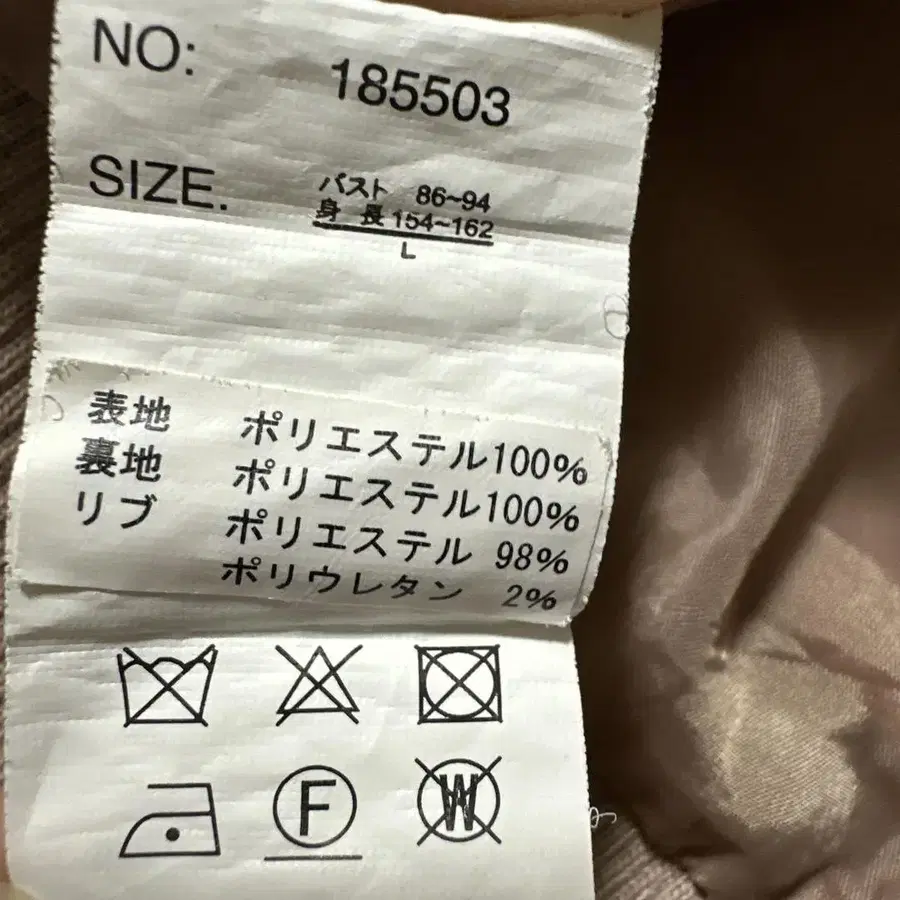 NO: 185503
SIZE. バスト 86~94
身長 154~162
L
表地 ポリエステル100%
裏地 ポリエステル100%
リブ ポリエステル 98%
ポリウレタン 2%
F W